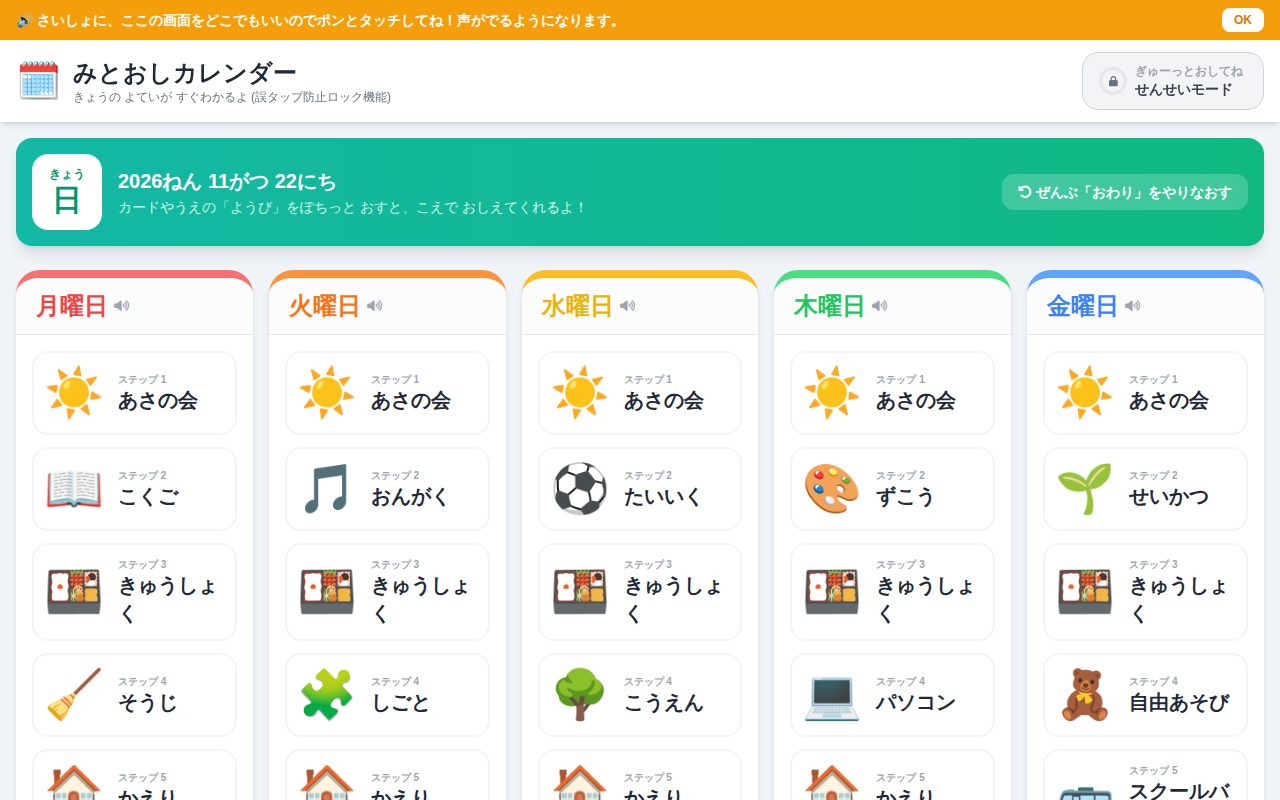 🔊 さいしょに、ここの画面をどこでもいいのでポンとタッチしてね！声がでるようになります。
OK
みとおしカレンダー
きょうの よていが すぐわかるよ (誤タップ防止ロック機能)
ぎゅーっとおしてね
せんせいモード
きょう
日
2026ねん 11がつ 22にち
カードやうえの「ようび」をぽちっと おすと、こえで おしえてくれるよ！
ぜんぶ「おわり」をやりなおす
月曜日
ステップ 1
あさの会
ステップ 2
こくご
ステップ 3
きゅうしょ
く
ステップ 4
そうじ
ステップ 5
かえり
火曜日
ステップ 1
あさの会
ステップ 2
おんがく
ステップ 3
きゅうしょ
く
ステップ 4
しごと
ステップ 5
かえり
水曜日
ステップ 1
あさの会
ステップ 2
たいいく
ステップ 3
きゅうしょ
く
ステップ 4
こうえん
ステップ 5
かえり
木曜日
ステップ 1
あさの会
ステップ 2
ずこう
ステップ 3
きゅうしょ
く
ステップ 4
パソコン
ステップ 5
かえり
金曜日
ステップ 1
あさの会
ステップ 2
せいかつ
ステップ 3
きゅうしょ
く
ステップ 4
自由あそび
ステップ 5
スクールバ